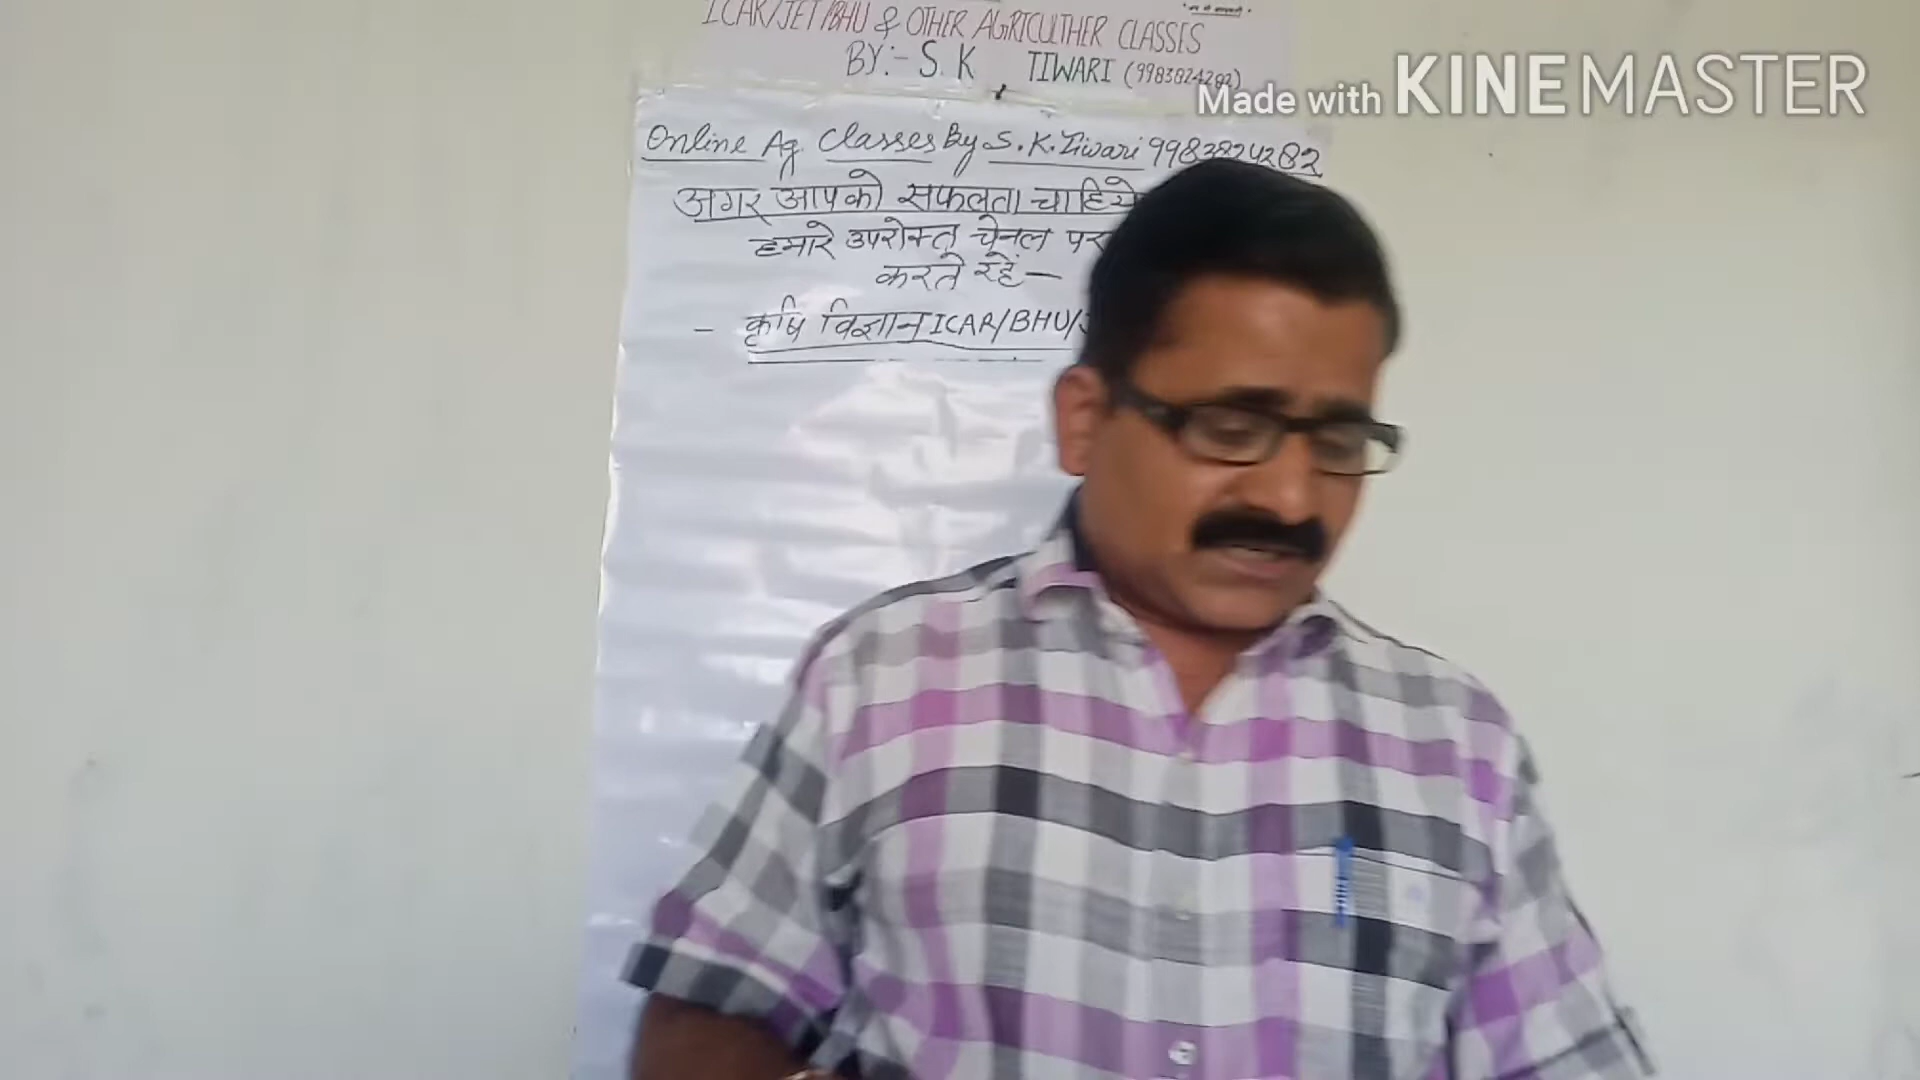 ICAR/JET/BHU & OTHER AGRICULTHER CLASSES
BY:- S. K TIWARI (9983824282)
Made with KINEMASTER
Online Ag. Classes By S. K. Tiwari 9983824282
अगर आपको सफलता चाहिये
हमारे उपरोक्त चेनल पर
करते रहें—
- कृषि विज्ञान ICAR/BHU/